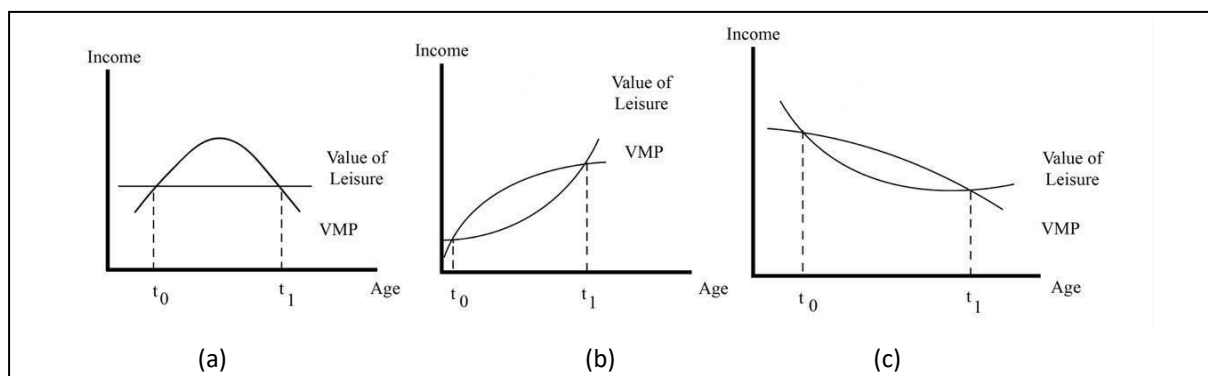 Income
Value of
Leisure
VMP
t0
t1
Age
(a)
Income
Value of
Leisure
VMP
t0
t1
Age
(b)
Income
Value of
Leisure
VMP
t0
t1
Age
(c)